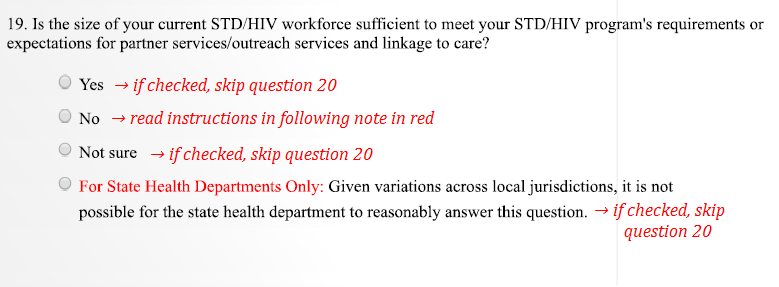 19. Is the size of your current STD/HIV workforce sufficient to meet your STD/HIV program's requirements or
expectations for partner services/outreach services and linkage to care?
Yes → if checked, skip question 20
No → read instructions in following note in red
Not sure → if checked, skip question 20
For State Health Departments Only: Given variations across local jurisdictions, it is not
possible for the state health department to reasonably answer this question. → if checked, skip
question 20